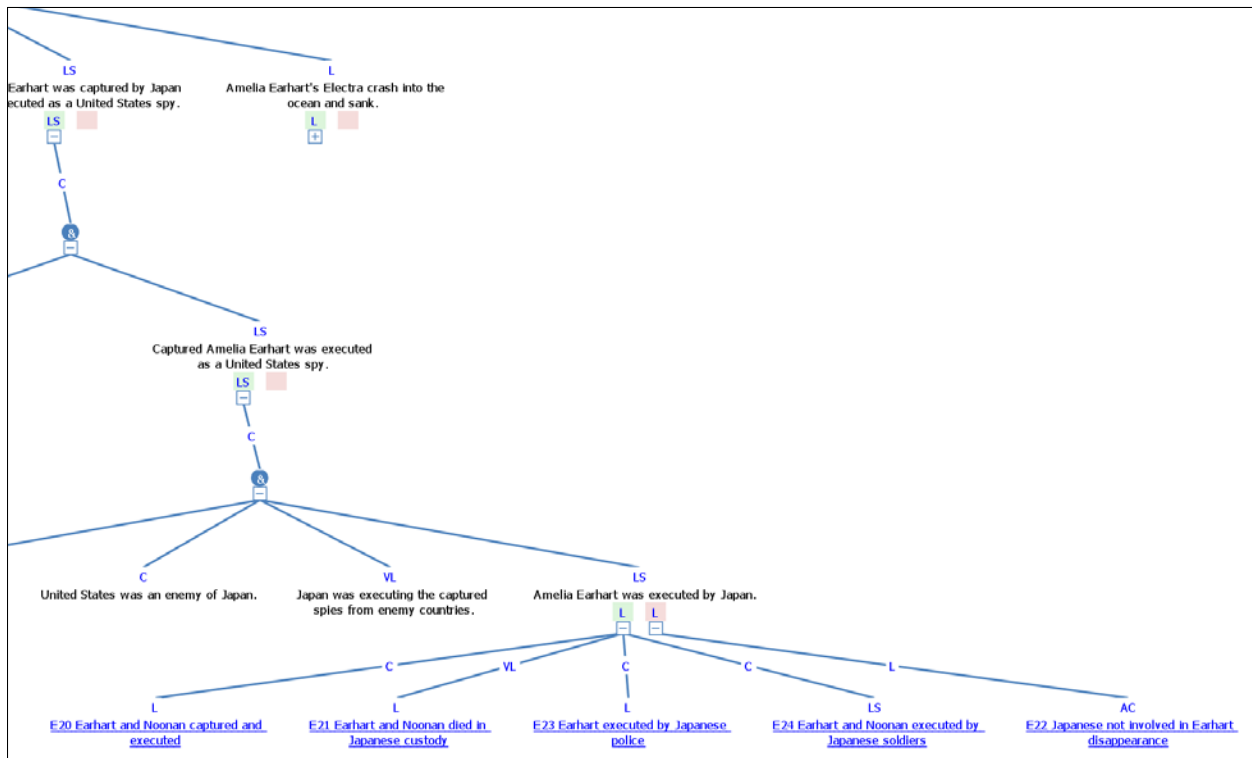 LS
L
Earhart was captured by Japan
Amelia Earhart's Electra crash into the
ecuted as a United States spy.
ocean and sank.
LS
L
C
&
LS
Captured Amelia Earhart was executed
as a United States spy.
LS
C
&
C
VL
LS
United States was an enemy of Japan.
Japan was executing the captured
spies from enemy countries.
Amelia Earhart was executed by Japan.
L
L
C
VL
C
C
L
L
L
L
LS
AC
E20 Earhart and Noonan captured and
executed
E21 Earhart and Noonan died in
Japanese custody
E23 Earhart executed by Japanese
police
E24 Earhart and Noonan executed by
Japanese soldiers
E22 Japanese not involved in Earhart
disappearance